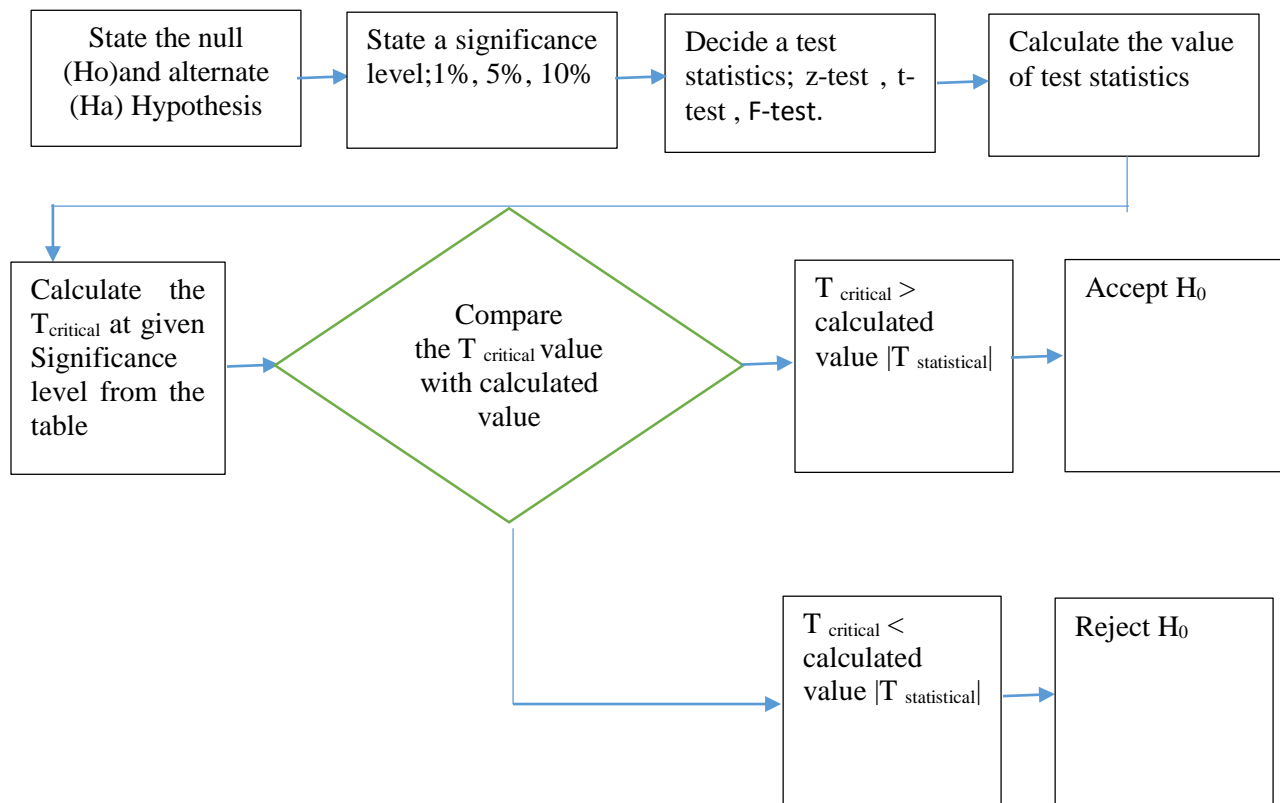 State the null
(Ho)and alternate
(Ha) Hypothesis
State a significance
level;1%, 5%, 10%
Decide a test
statistics; z-test , t-
test , F-test.
Calculate the value
of test statistics
Calculate the
Tcritical at given
Significance
level from the
table
Compare
the T critical value
with calculated
value
T critical >
calculated
value |T statistical|
Accept H0
T critical <
calculated
value |T statistical|
Reject H0